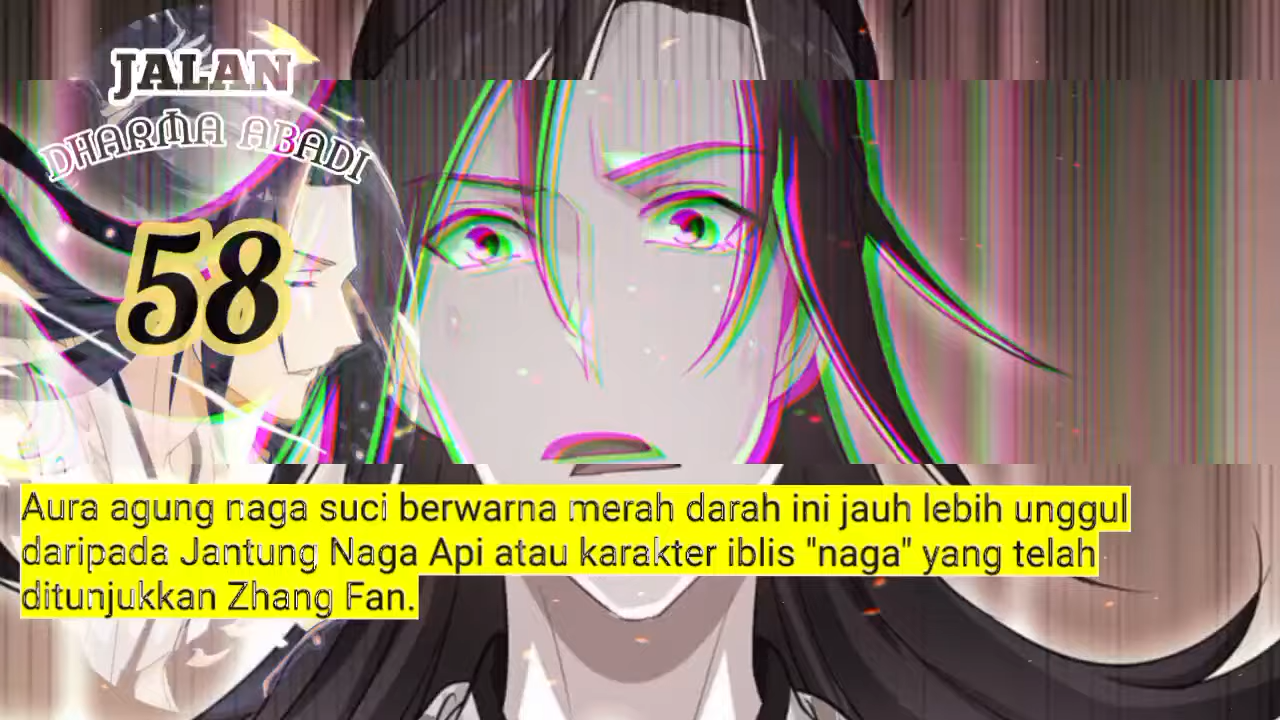 JALAN
DHARMA ABADI
58
Aura agung naga suci berwarna merah darah ini jauh lebih unggul
daripada Jantung Naga Api atau karakter iblis "naga" yang telah
ditunjukkan Zhang Fan.